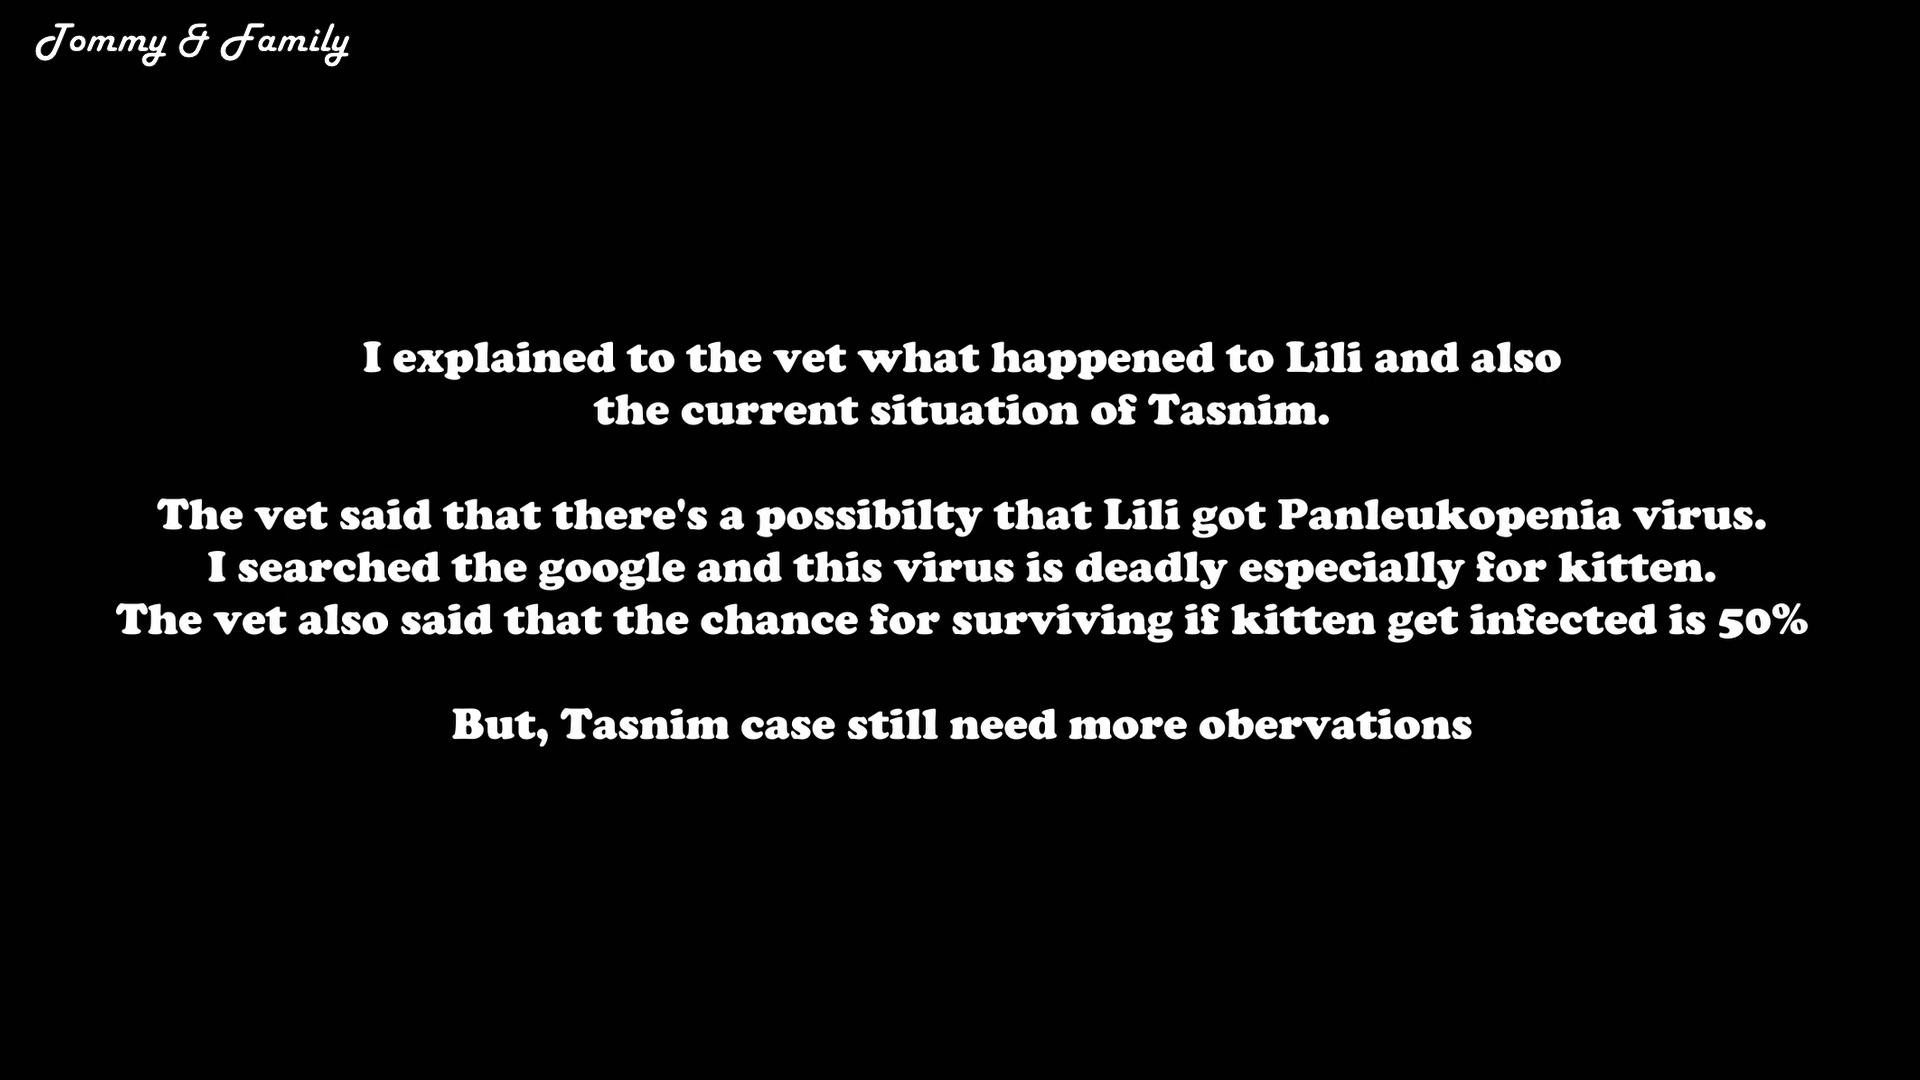 Tommy & Family
I explained to the vet what happened to Lili and also
the current situation of Tasnim.
The vet said that there's a possibilty that Lili got Panleukopenia virus.
I searched the google and this virus is deadly especially for kitten.
The vet also said that the chance for surviving if kitten get infected is 50%
But, Tasnim case still need more obervations